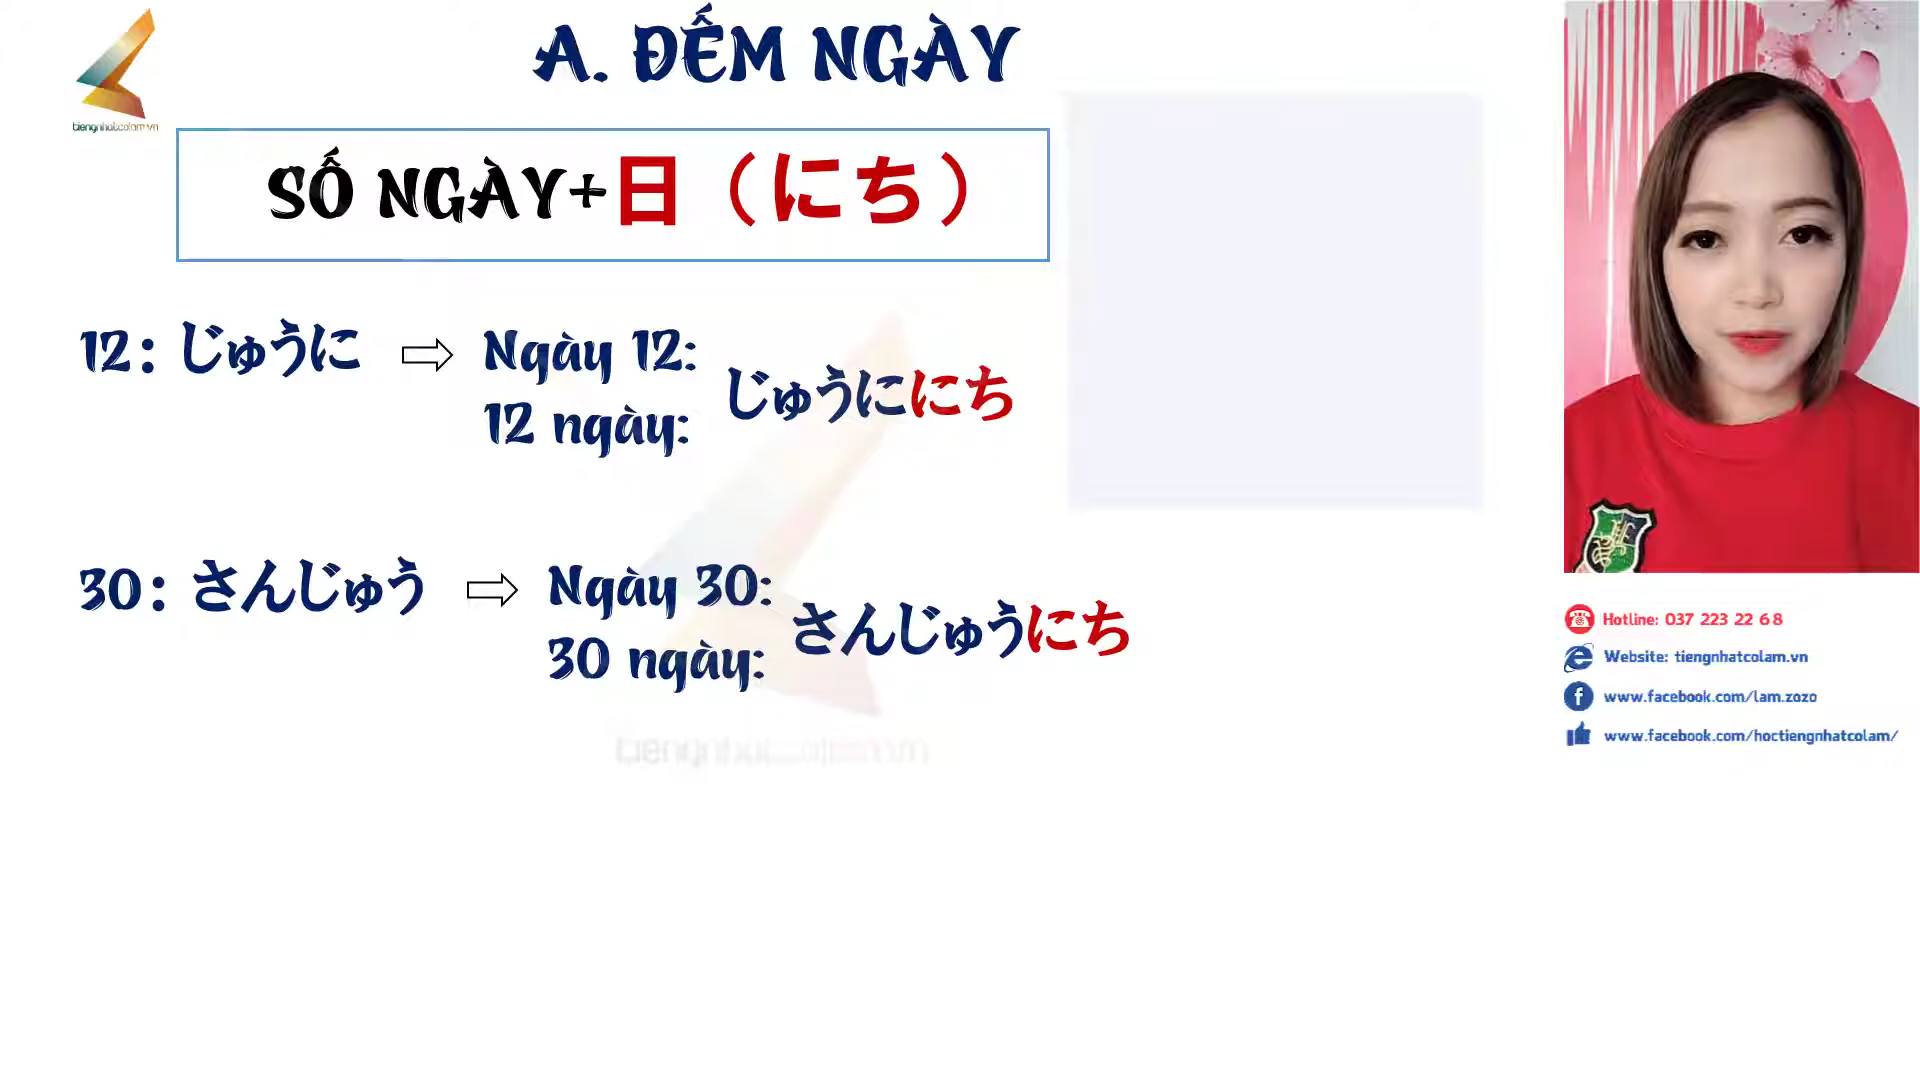 A. ĐẾM NGÀY
tiengnhatcolam.vn
SỐ NGÀY+日（にち）
12: じゅうに ⇨ Ngày 12:
12 ngày:
じゅうににち
30: さんじゅう ⇨ Ngày 30:
30 ngày:
さんじゅうにち
tiengnhatcolam.vn
Hotline: 037 223 22 68
Website: tiengnhatcolam.vn
www.facebook.com/lam.zozo
www.facebook.com/hoctiengnhatcolam/